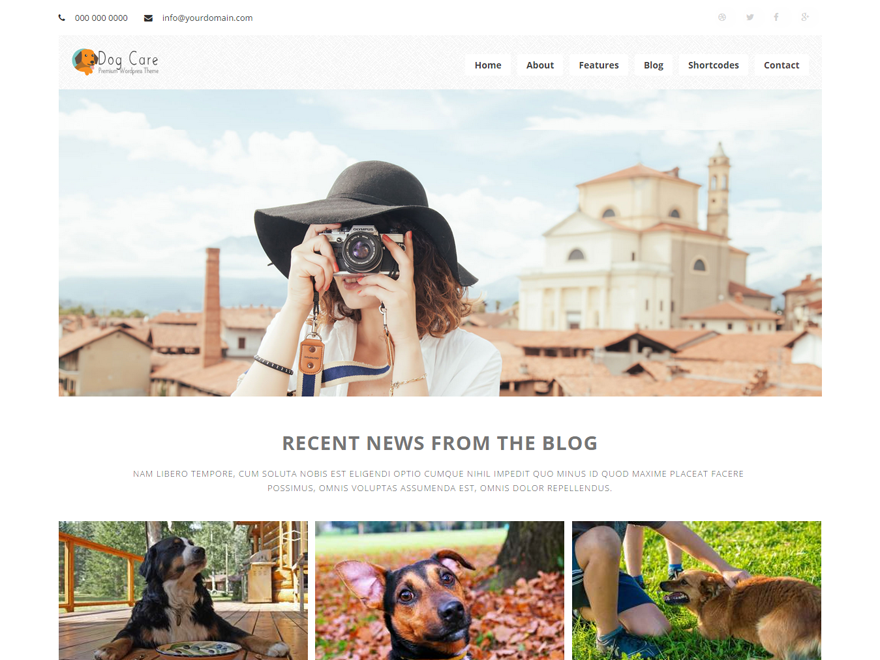 000 000 0000 info@yourdomain.com
Dog Care
Premium Wordpress Theme
Home About Features Blog Shortcodes Contact
OLYMPUS
RECENT NEWS FROM THE BLOG
NAM LIBERO TEMPORE, CUM SOLUTA NOBIS EST ELIGENDI OPTIO CUMQUE NIHIL IMPEDIT QUO MINUS ID QUOD MAXIME PLACEAT FACERE
POSSIMUS, OMNIS VOLUPTAS ASSUMENDA EST, OMNIS DOLOR REPELLENDUS.